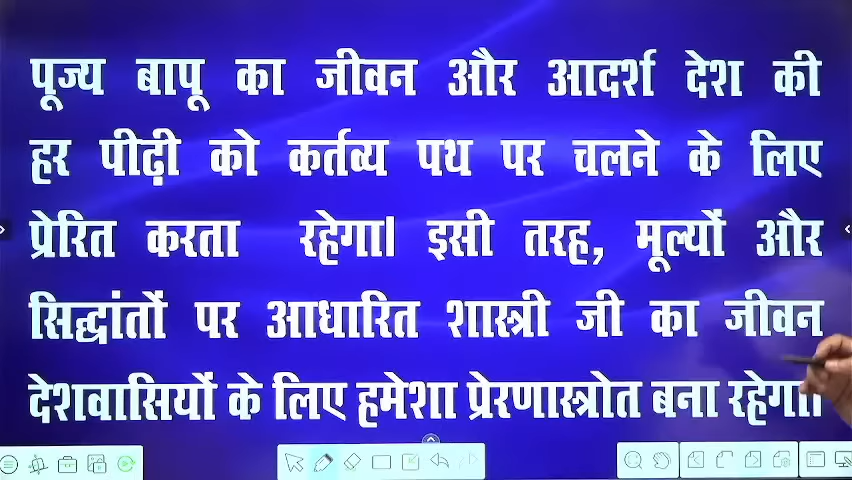 पूज्य बापू का जीवन और आदर्श देश की
हर पीढ़ी को कर्तव्य पथ पर चलने के लिए
प्रेरित करता रहेगा। इसी तरह, मूल्यों और
सिद्धांतों पर आधारित शास्त्री जी का जीवन
देशवासियों के लिए हमेशा प्रेरणास्त्रोत बना रहेगा।